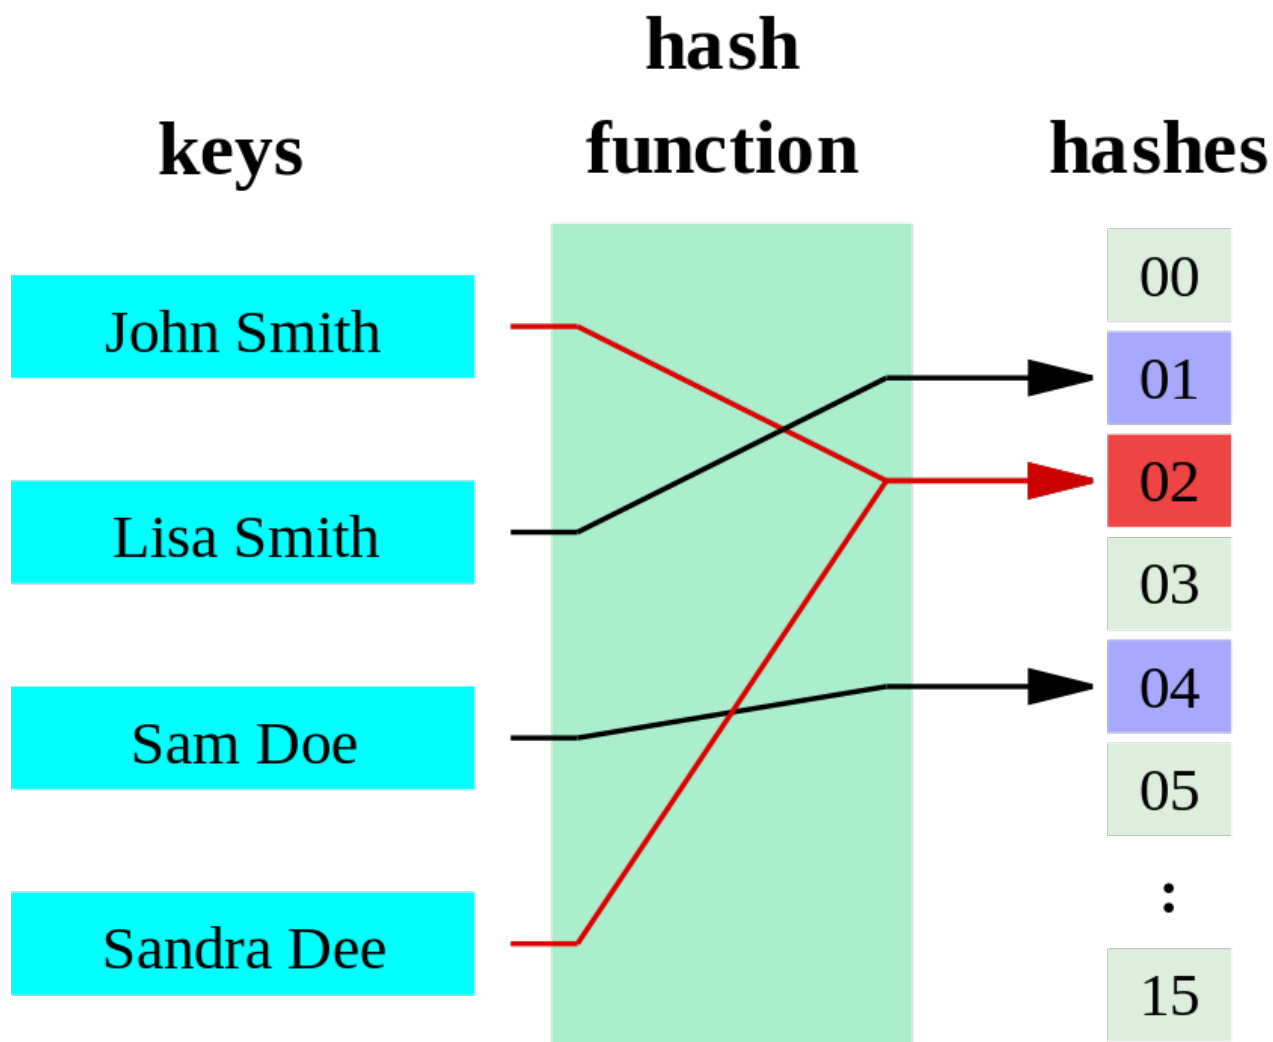 hash
function
keys
hashes
John Smith
Lisa Smith
Sam Doe
Sandra Dee
00
01
02
03
04
05
:
15